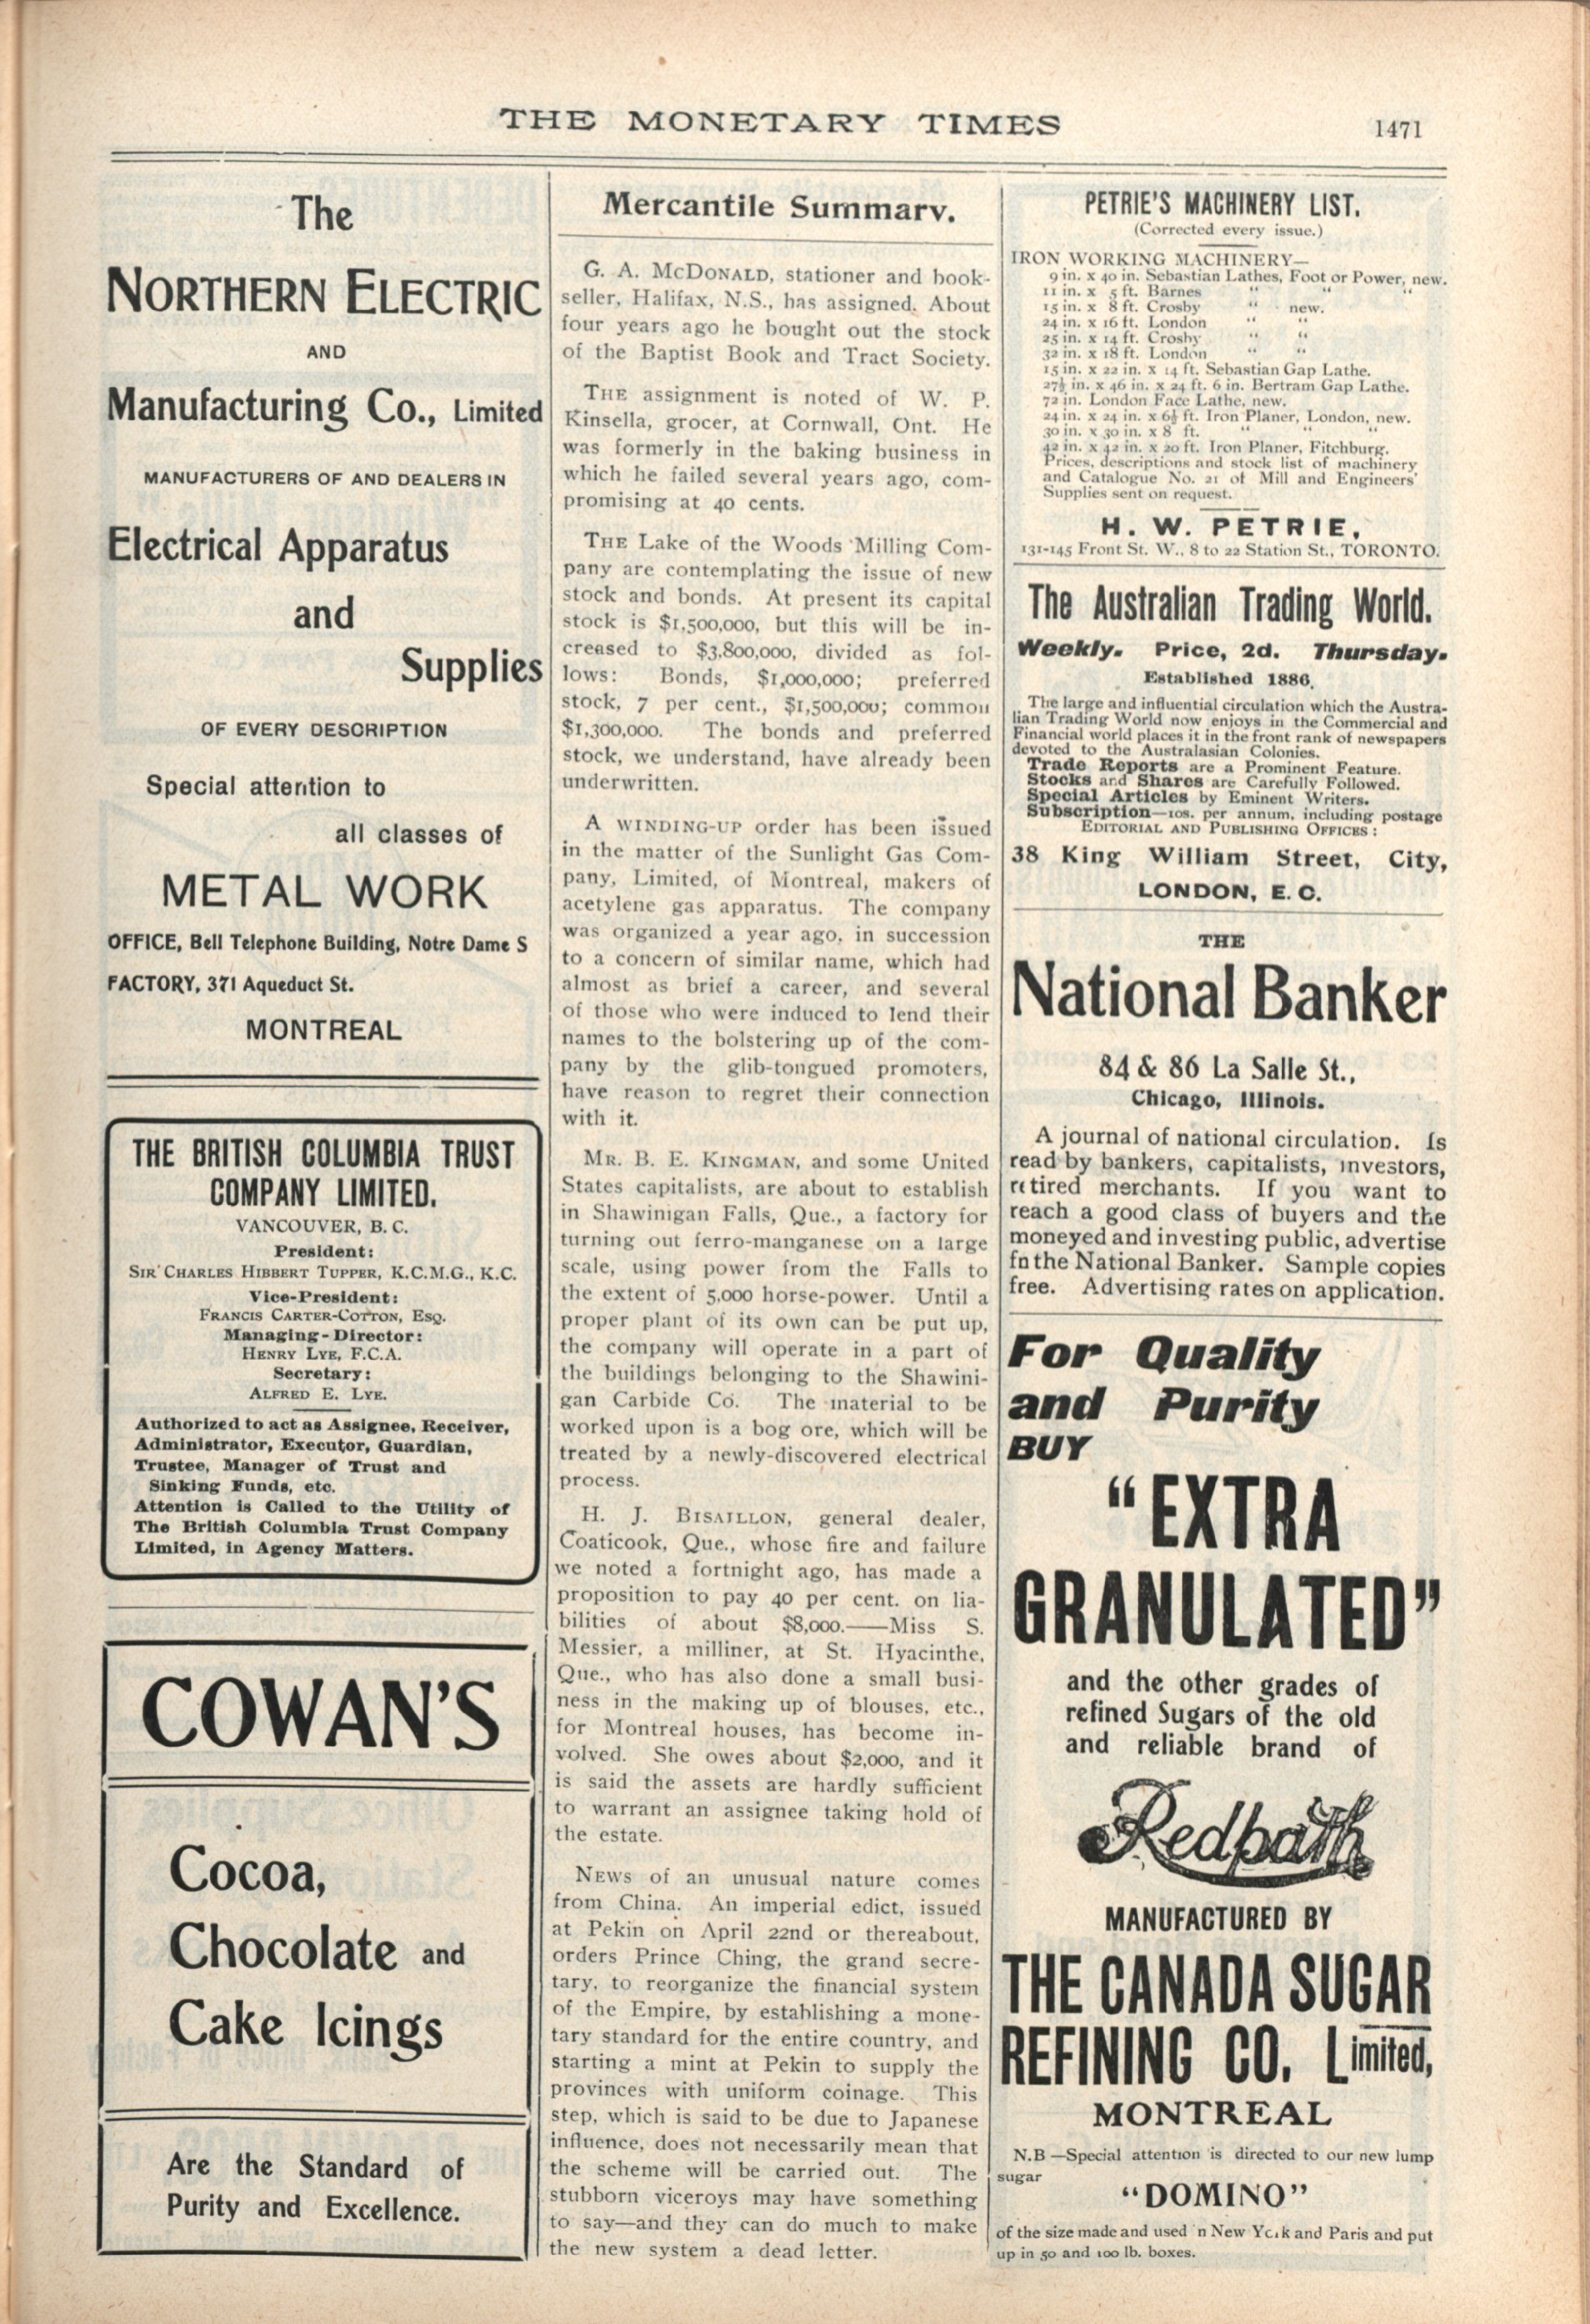 THE MONETARY TIMES
1471
The
NORTHERN ELECTRIC
AND
Manufacturing Co., Limited
MANUFACTURERS OF AND DEALERS IN
Electrical Apparatus
and
Supplies
OF EVERY DESCRIPTION
Special attention to
all classes of
METAL WORK
OFFICE, Bell Telephone Building, Notre Dame S
FACTORY, 371 Aqueduct St.
MONTREAL
THE BRITISH COLUMBIA TRUST
COMPANY LIMITED.
VANCOUVER, B. C.
President:
SIR CHARLES HIBBERT TUPPER, K.C.M.G., K.C.
Vice-President:
FRANCIS CARTER-COTTON, ESQ.
Managing-Director:
HENRY LYE, F.C.A.
Secretary:
ALFRED E. LYE.
Authorized to act as Assignee, Receiver,
Administrator, Executor, Guardian,
Trustee, Manager of Trust and
Sinking Funds, etc.
Attention is Called to the Utility of
The British Columbia Trust Company
Limited, in Agency Matters.
COWAN'S
Cocoa,
Chocolate and
Cake Icings
Are the Standard of
Purity and Excellence.
Mercantile Summary.
G. A. MCDONALD, stationer and book-
seller, Halifax, N.S., has assigned. About
four years ago he bought out the stock
of the Baptist Book and Tract Society.
THE assignment is noted of W. P.
Kinsella, grocer, at Cornwall, Ont. He
was formerly in the baking business in
which he failed several years ago, com-
promising at 40 cents.
THE Lake of the Woods Milling Com-
pany are contemplating the issue of new
stock and bonds. At present its capital
stock is $1,500,000, but this will be in-
creased to $3,800,000, divided as fol-
lows: Bonds, $1,000,000; preferred
stock, 7 per cent., $1,500,000; common
$1,300,000. The bonds and preferred
stock, we understand, have already been
underwritten.
A WINDING-UP order has been issued
in the matter of the Sunlight Gas Com-
pany, Limited, of Montreal, makers of
acetylene gas apparatus. The company
was organized a year ago, in succession
to a concern of similar name, which had
almost as brief a career, and several
of those who were induced to lend their
names to the bolstering up of the com-
pany by the glib-tongued promoters,
have reason to regret their connection
with it.
MR. B. E. KINGMAN, and some United
States capitalists, are about to establish
in Shawinigan Falls, Que., a factory for
turning out ferro-manganese on a large
scale, using power from the Falls to
the extent of 5,000 horse-power. Until a
proper plant of its own can be put up,
the company will operate in a part of
the buildings belonging to the Shawini-
gan Carbide Co. The material to be
worked upon is a bog ore, which will be
treated by a newly-discovered electrical
process.
H. J. BISAILLON, general dealer,
Coaticook, Que., whose fire and failure
we noted a fortnight ago, has made a
proposition to pay 40 per cent. on lia-
bilities of about $8,000.——Miss S.
Messier, a milliner, at St. Hyacinthe,
Que., who has also done a small busi-
ness in the making up of blouses, etc.,
for Montreal houses, has become in-
volved. She owes about $2,000, and it
is said the assets are hardly sufficient
to warrant an assignee taking hold of
the estate.
NEWS of an unusual nature comes
from China. An imperial edict, issued
at Pekin on April 22nd or thereabout,
orders Prince Ching, the grand secre-
tary, to reorganize the financial system
of the Empire, by establishing a mone-
tary standard for the entire country, and
starting a mint at Pekin to supply the
provinces with uniform coinage. This
step, which is said to be due to Japanese
influence, does not necessarily mean that
the scheme will be carried out. The
stubborn viceroys may have something
to say—and they can do much to make
the new system a dead letter.
PETRIE'S MACHINERY LIST.
(Corrected every issue.)
IRON WORKING MACHINERY—
9 in. x 40 in. Sebastian Lathes, Foot or Power, new.
11 in. x 5 ft. Barnes " " "
15 in. x 8 ft. Crosby " new.
24 in. x 16 ft. London " "
25 in. x 14 ft. Crosby " "
32 in. x 18 ft. London " "
15 in. x 22 in. x 14 ft. Sebastian Gap Lathe.
27½ in. x 46 in. x 24 ft. 6 in. Bertram Gap Lathe.
72 in. London Face Lathe, new.
24 in. x 24 in. x 6½ ft. Iron Planer, London, new.
30 in. x 30 in. x 8 ft. " " "
42 in. x 42 in. x 20 ft. Iron Planer, Fitchburg.
Prices, descriptions and stock list of machinery
and Catalogue No. 21 of Mill and Engineers'
Supplies sent on request.
H. W. PETRIE,
131-145 Front St. W., 8 to 22 Station St., TORONTO.
The Australian Trading World.
Weekly. Price, 2d. Thursday.
Established 1886.
The large and influential circulation which the Austra-
lian Trading World now enjoys in the Commercial and
Financial world places it in the front rank of newspapers
devoted to the Australasian Colonies.
Trade Reports are a Prominent Feature.
Stocks and Shares are Carefully Followed.
Special Articles by Eminent Writers.
Subscription—10s. per annum, including postage
EDITORIAL AND PUBLISHING OFFICES:
38 King William Street, City,
LONDON, E. C.
THE
National Banker
84 & 86 La Salle St.,
Chicago, Illinois.
A journal of national circulation. Is
read by bankers, capitalists, investors,
retired merchants. If you want to
reach a good class of buyers and the
moneyed and investing public, advertise
in the National Banker. Sample copies
free. Advertising rates on application.
For Quality
and Purity
BUY
"EXTRA
GRANULATED"
and the other grades of
refined Sugars of the old
and reliable brand of
Redpath
MANUFACTURED BY
THE CANADA SUGAR
REFINING CO. Limited,
MONTREAL
N.B—Special attention is directed to our new lump
sugar
"DOMINO"
of the size made and used in New York and Paris and put
up in 50 and 100 lb. boxes.